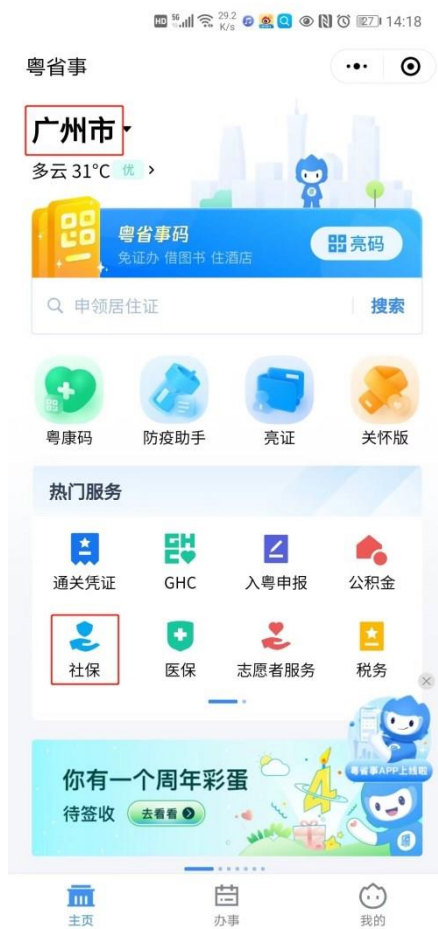 HD 5G 29.2 K/s 27 14:18
粤省事
广州市
多云 31°C 优
粤省事码
免证办 借图书 住酒店
亮码
申领居住证 搜索
粤康码 防疫助手 亮证 关怀版
热门服务
通关凭证 GHC 入粤申报 公积金
社保 医保 志愿者服务 税务
粤省事APP上线啦
你有一个周年彩蛋
待签收 去看看
主页 办事 我的